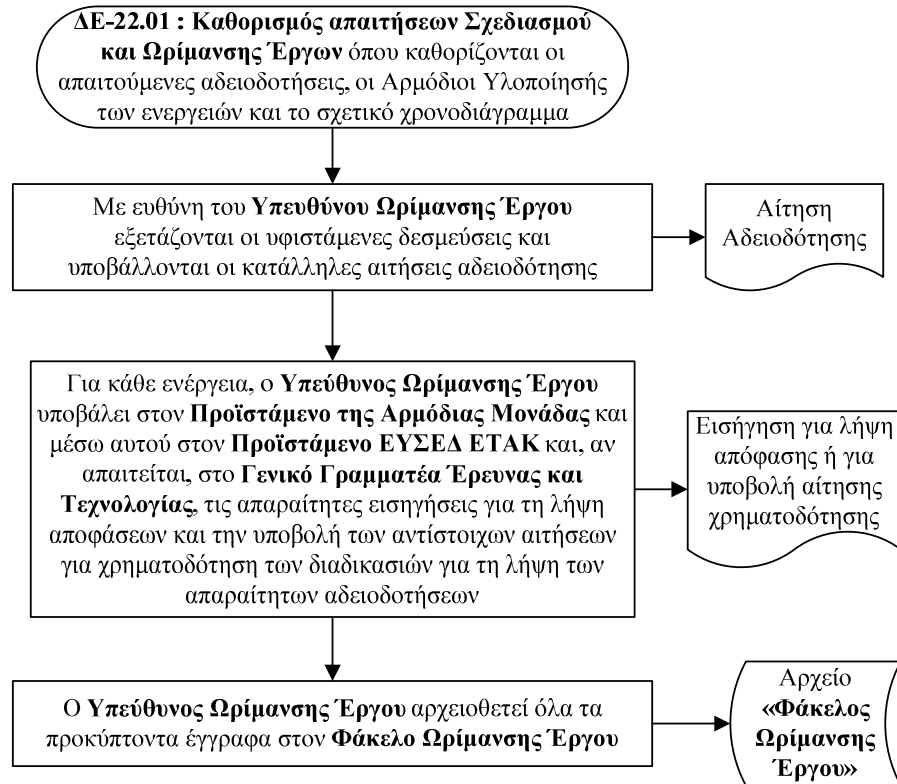 ΔΕ-22.01 : Καθορισμός απαιτήσεων Σχεδιασμού
και Ωρίμανσης Έργων όπου καθορίζονται οι
απαιτούμενες αδειοδοτήσεις, οι Αρμόδιοι Υλοποίησής
των ενεργειών και το σχετικό χρονοδιάγραμμα
Με ευθύνη του Υπευθύνου Ωρίμανσης Έργου
εξετάζονται οι υφιστάμενες δεσμεύσεις και
υποβάλλονται οι κατάλληλες αιτήσεις αδειοδότησης
Αίτηση
Αδειοδότησης
Για κάθε ενέργεια, ο Υπεύθυνος Ωρίμανσης Έργου
υποβάλει στον Προϊστάμενο της Αρμόδιας Μονάδας και
μέσω αυτού στον Προϊστάμενο ΕΥΣΕΔ ΕΤΑΚ και, αν
απαιτείται, στο Γενικό Γραμματέα Έρευνας και
Τεχνολογίας, τις απαραίτητες εισηγήσεις για τη λήψη
αποφάσεων και την υποβολή των αντίστοιχων αιτήσεων
για χρηματοδότηση των διαδικασιών για τη λήψη των
απαραίτητων αδειοδοτήσεων
Εισήγηση για λήψη
απόφασης ή για
υποβολή αίτησης
χρηματοδότησης
Ο Υπεύθυνος Ωρίμανσης Έργου αρχειοθετεί όλα τα
προκύπτοντα έγγραφα στον Φάκελο Ωρίμανσης Έργου
Αρχείο
«Φάκελος
Ωρίμανσης
Έργου»